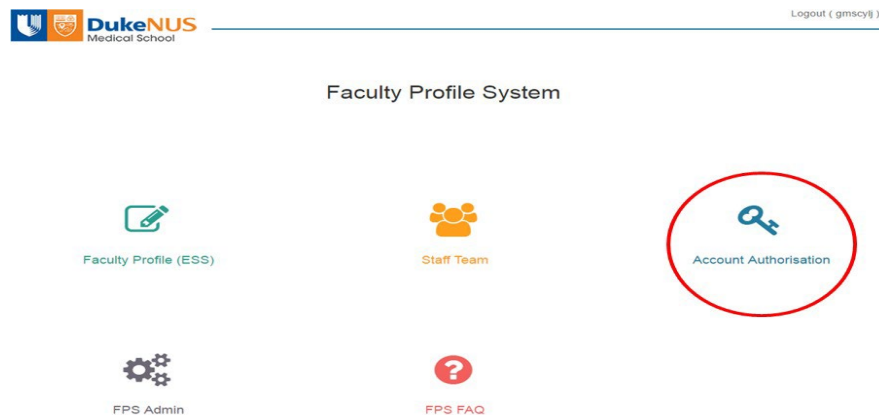 Logout ( gmscylj )
DukeNUS
Medical School
Faculty Profile System
Faculty Profile (ESS)
Staff Team
Account Authorisation
FPS Admin
FPS FAQ